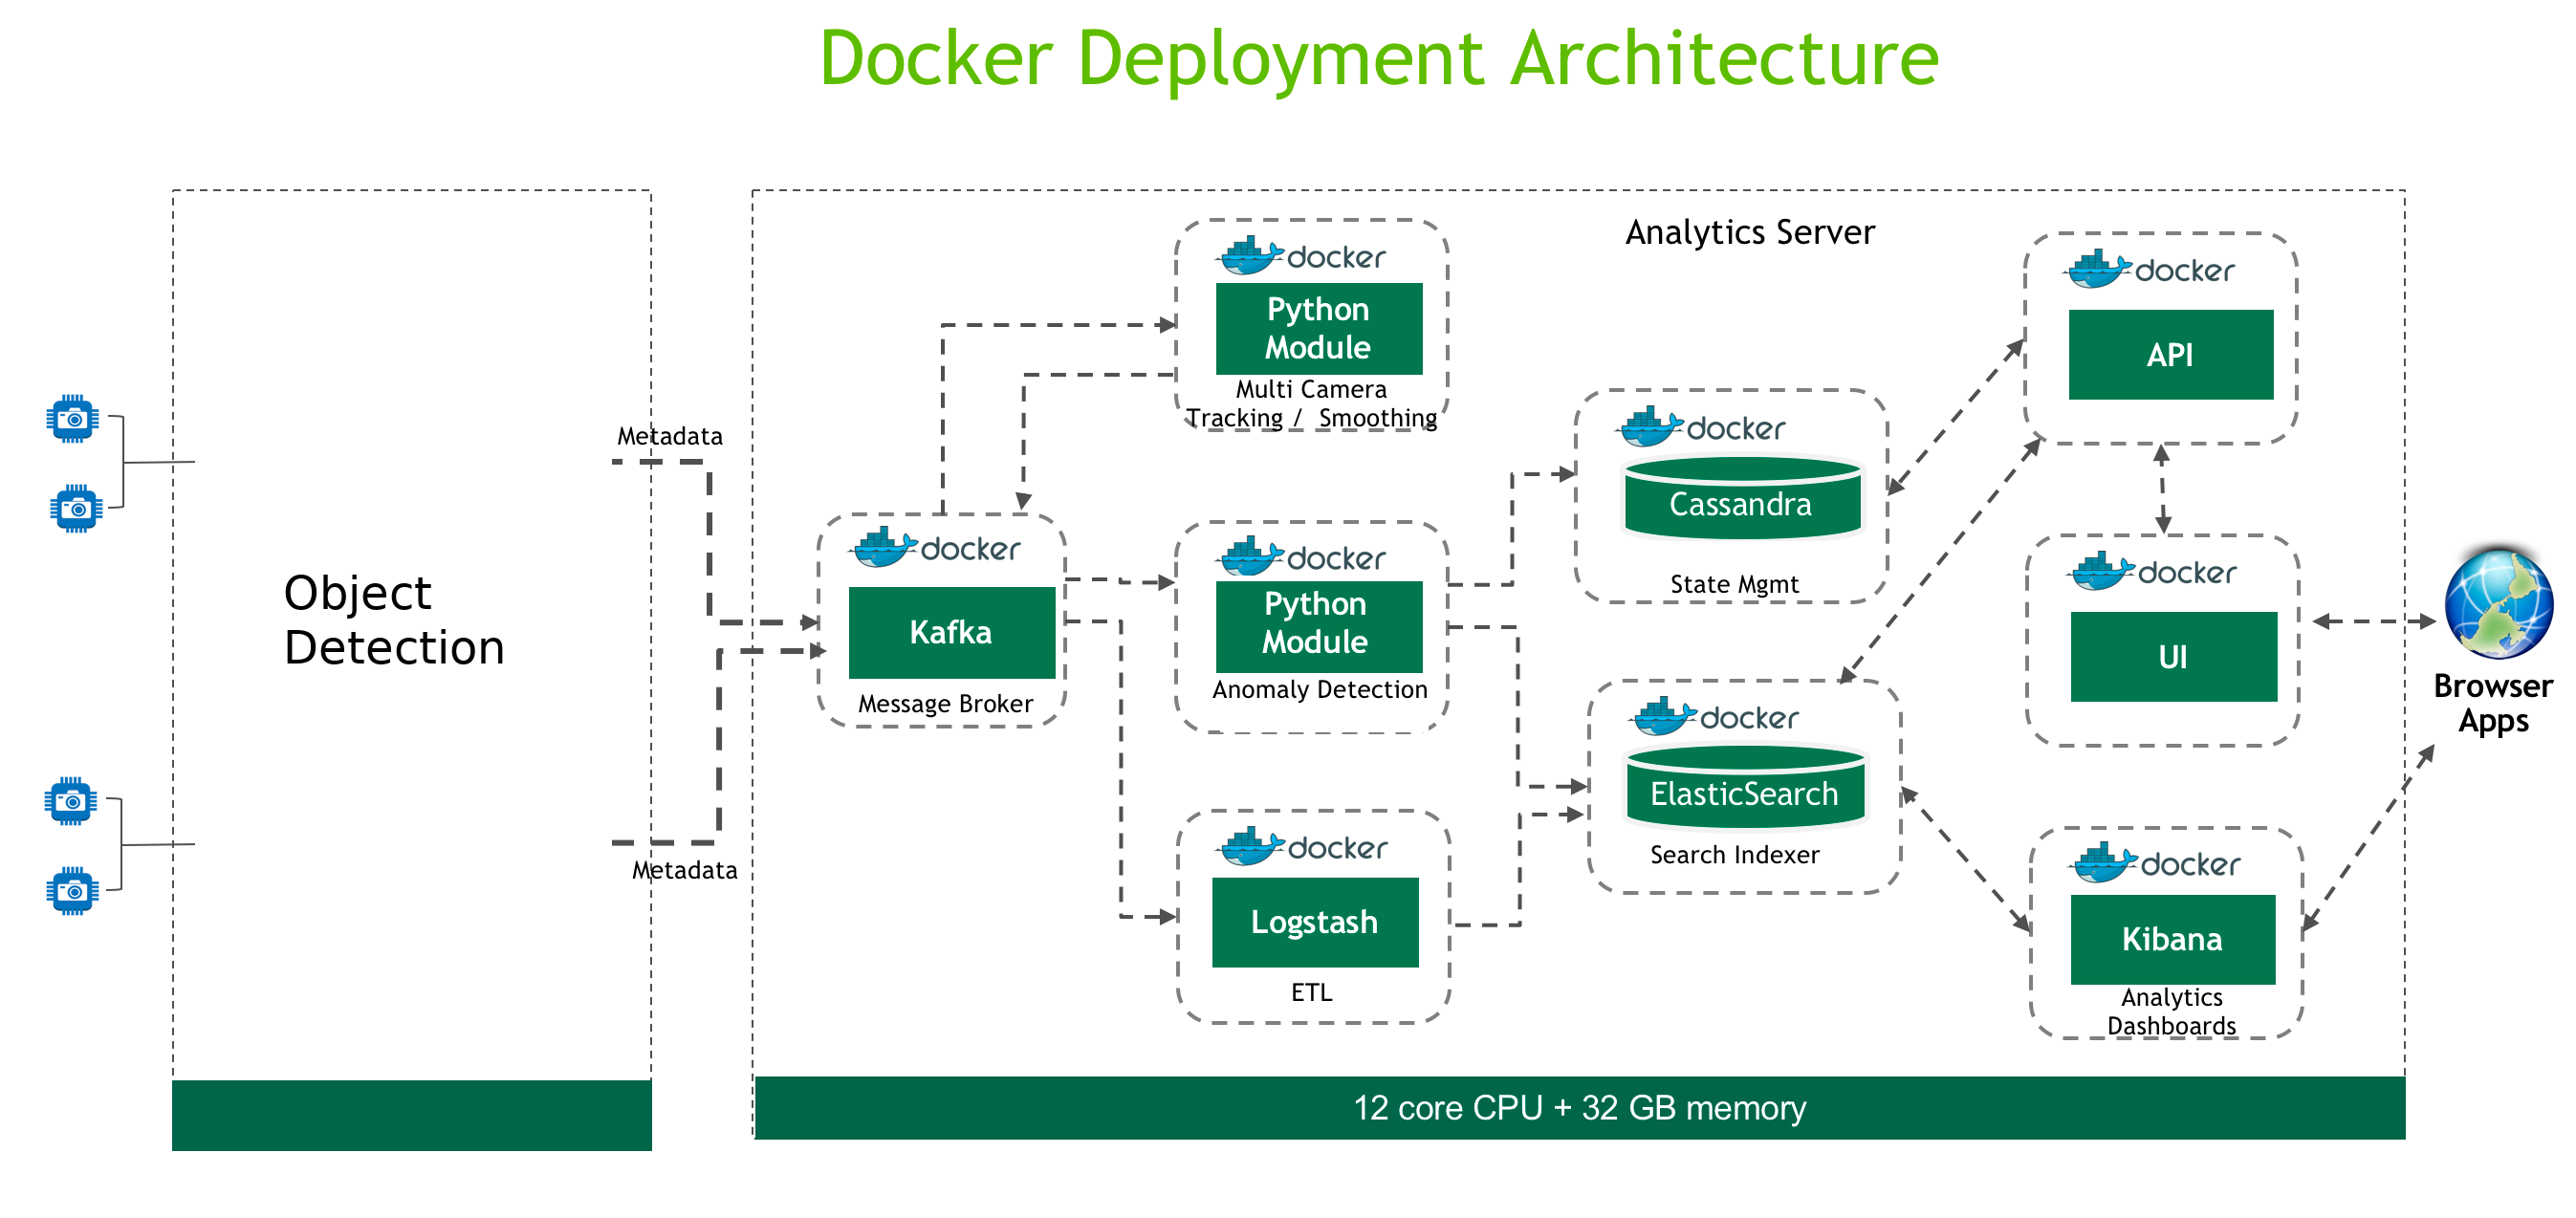 Docker Deployment Architecture
Object
Detection
Metadata
Metadata
Analytics Server
docker
Python
Module
Multi Camera
Tracking / Smoothing
docker
Kafka
Message Broker
docker
Python
Module
Anomaly Detection
docker
Logstash
ETL
docker
Cassandra
State Mgmt
docker
ElasticSearch
Search Indexer
docker
API
docker
UI
docker
Kibana
Analytics
Dashboards
Browser
Apps
12 core CPU + 32 GB memory